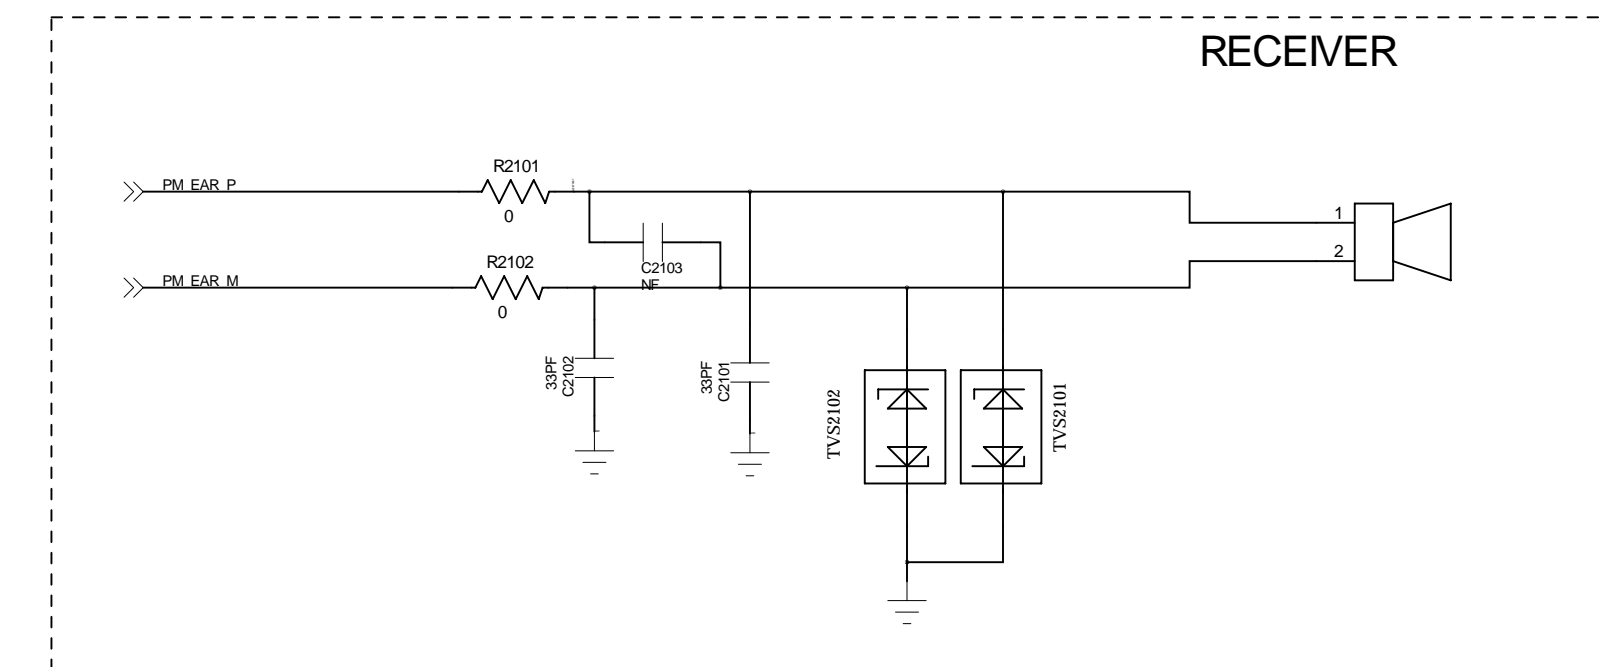 RECEIVER
R2101
PM_EAR_P
0
1
2
R2102
C2103
NF
PM_EAR_M
0
33PF
C2102
33PF
C2101
TVS2102
TVS2101